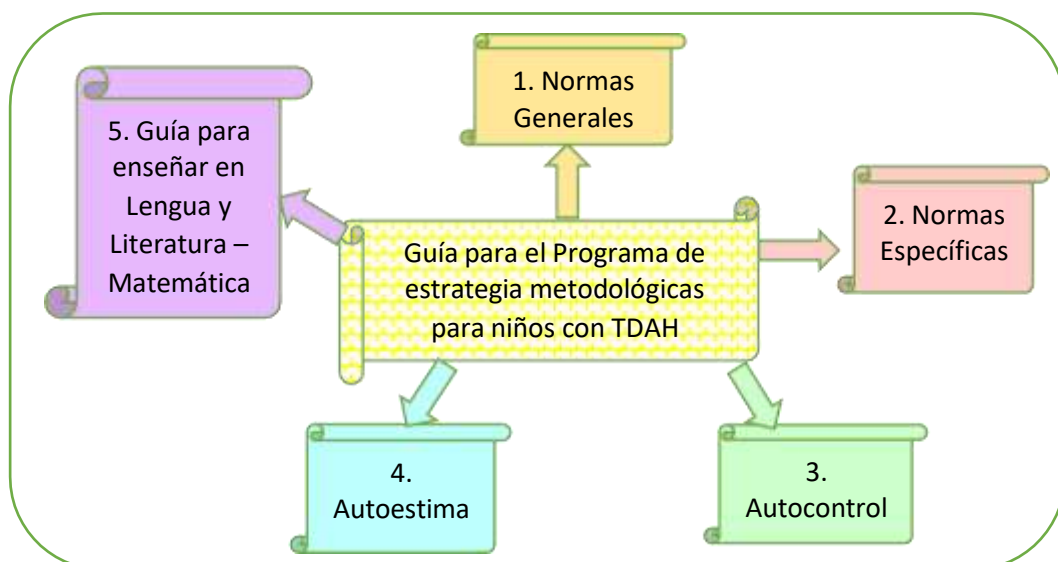 1. Normas
Generales
2. Normas
Específicas
3.
Autocontrol
4.
Autoestima
5. Guía para
enseñar en
Lengua y
Literatura –
Matemática
Guía para el Programa de
estrategia metodológicas
para niños con TDAH